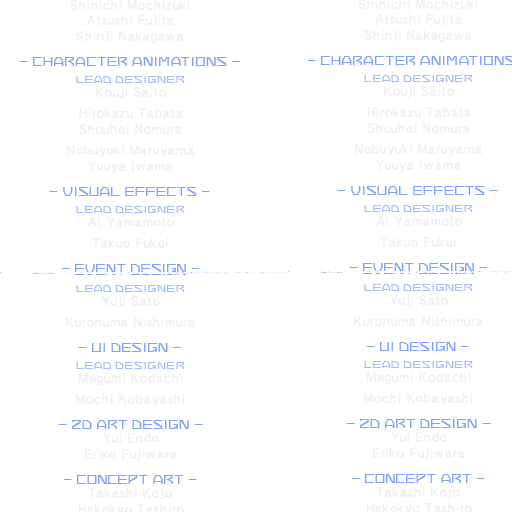 Shinichi Mochizuki
Atsushi Fujita
Shinji Nakagawa
– CHARACTER ANIMATIONS –
LEAD DESIGNER
Kouji Saito
Hirokazu Tabata
Shuuhei Nomura
Nobuyuki Maruyama
Yuuya Iwama
– VISUAL EFFECTS –
LEAD DESIGNER
Ai Yamamoto
Takuo Fukui
– EVENT DESIGN –
LEAD DESIGNER
Yuji Sato
Kuronuma Nishimura
– UI DESIGN –
LEAD DESIGNER
Megumi Kodachi
Mochi Kobayashi
– 2D ART DESIGN –
Yui Endo
Eriko Fujiwara
– CONCEPT ART –
Takashi Kojo
Hakekyo Tashiro
Shinichi Mochizuki
Atsushi Fujita
Shinji Nakagawa
– CHARACTER ANIMATIONS
LEAD DESIGNER
Kouji Saito
Hirokazu Tabata
Shuuhei Nomura
Nobuyuki Maruyama
Yuuya Iwama
– VISUAL EFFECTS –
LEAD DESIGNER
Ai Yamamoto
Takuo Fukui
– EVENT DESIGN –
LEAD DESIGNER
Yuji Sato
Kuronuma Nishimura
– UI DESIGN –
LEAD DESIGNER
Megumi Kodachi
Mochi Kobayashi
– 2D ART DESIGN –
Yui Endo
Eriko Fujiwara
– CONCEPT ART –
Takashi Kojo
Hakekyo Tashiro